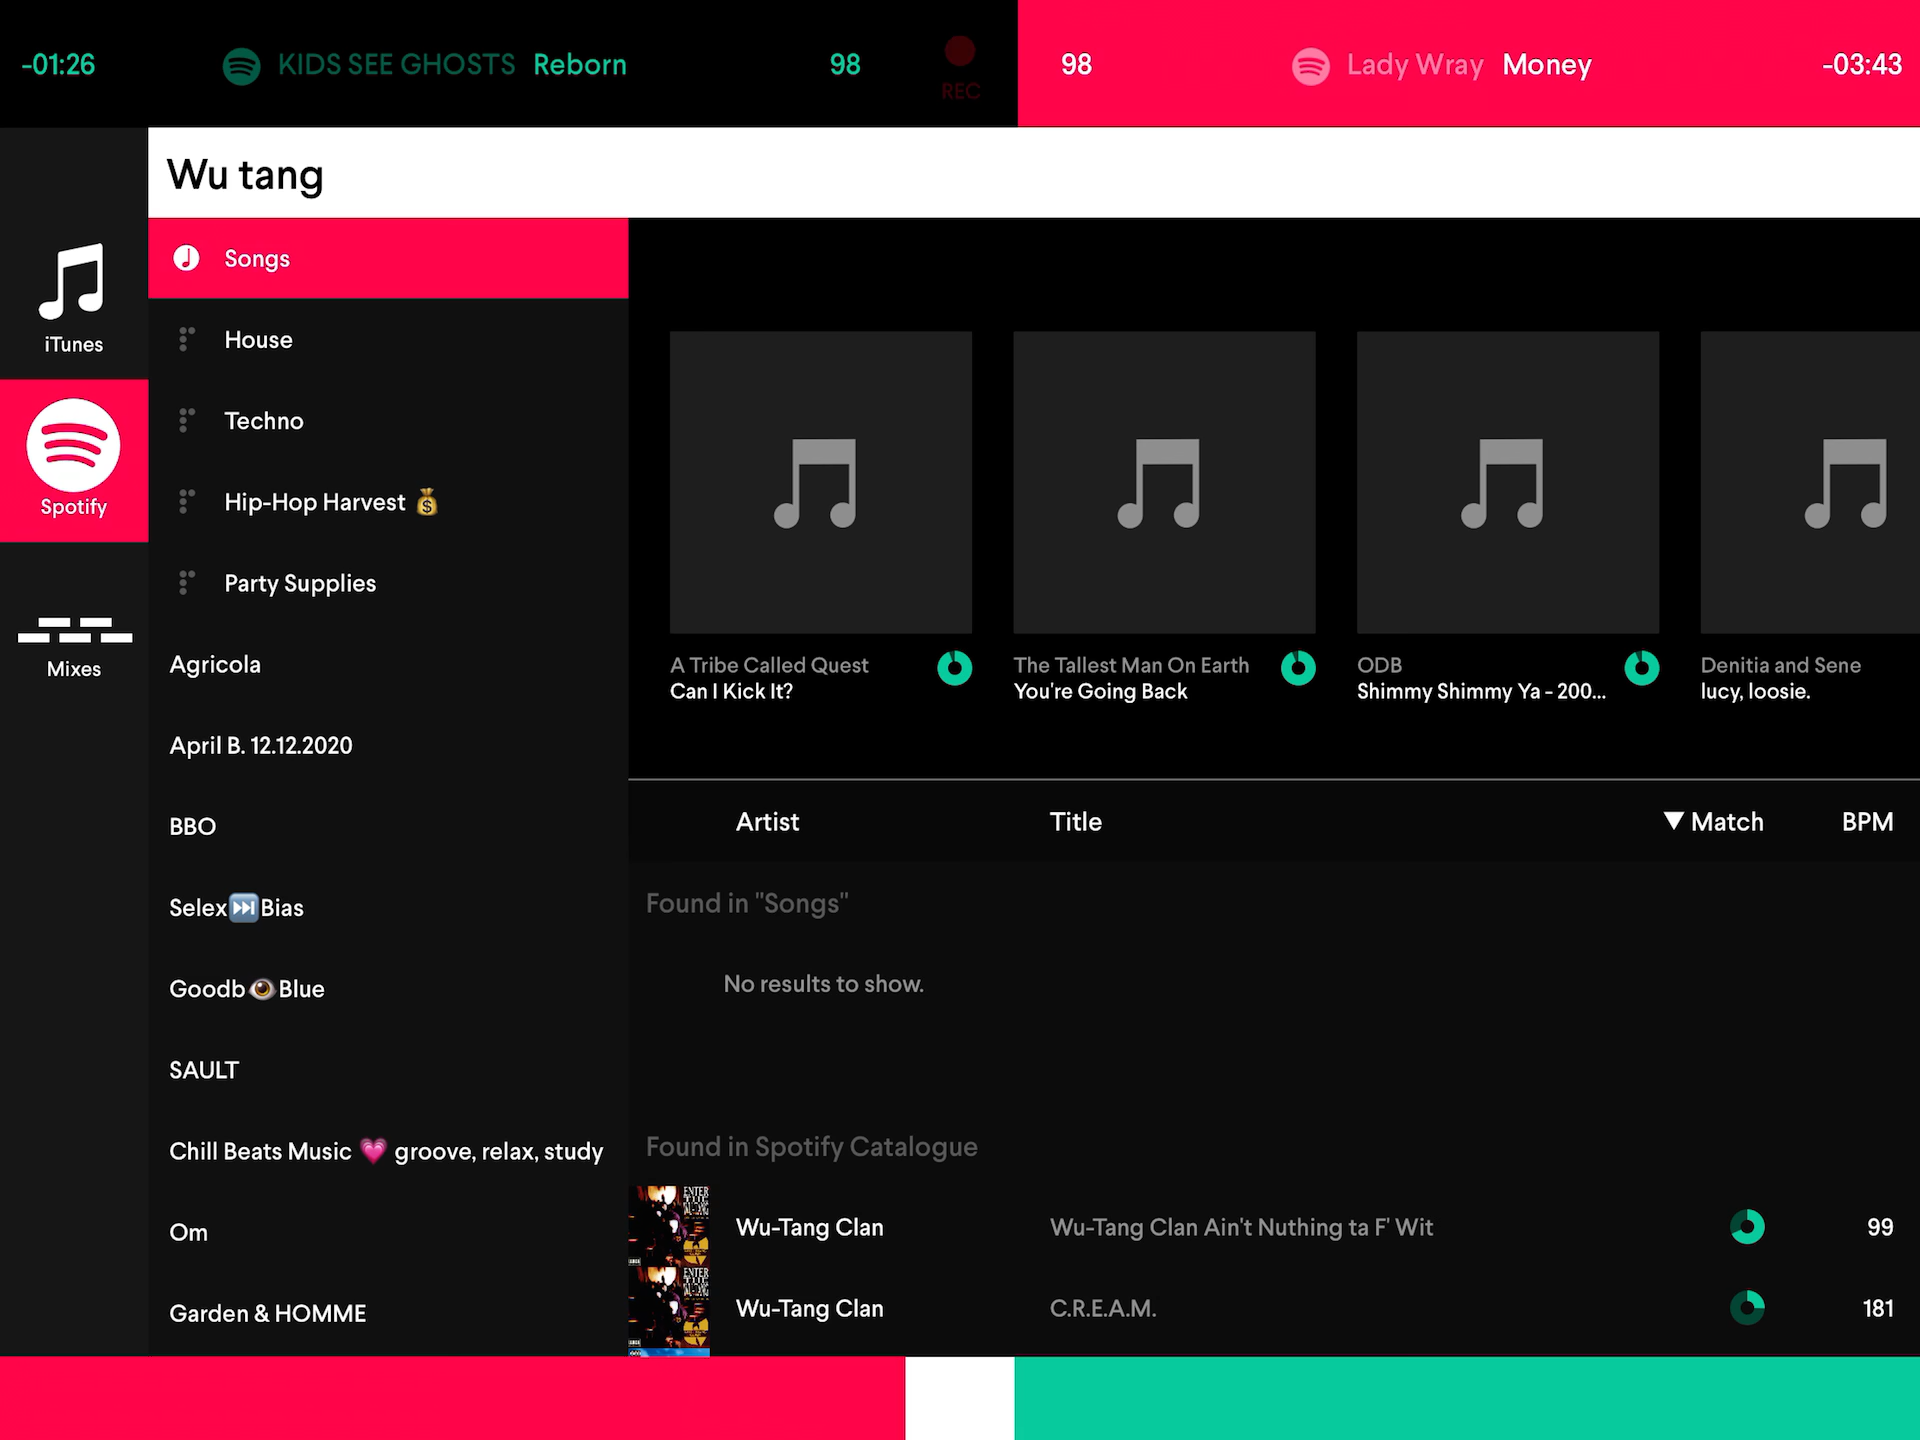 -01:26
KIDS SEE GHOSTS Reborn
98
REC
98
Lady Wray Money
-03:43
Wu tang
iTunes
Spotify
Mixes
Songs
House
Techno
Hip-Hop Harvest 💰
Party Supplies
Agricola
April B. 12.12.2020
BBO
Selex⏭️Bias
Goodb👁️Blue
SAULT
Chill Beats Music 💗 groove, relax, study
Om
Garden & HOMME
A Tribe Called Quest
Can I Kick It?
The Tallest Man On Earth
You're Going Back
ODB
Shimmy Shimmy Ya - 200...
Denitia and Sene
lucy, loosie.
Artist Title ▼ Match BPM
Found in "Songs"
No results to show.
Found in Spotify Catalogue
Wu-Tang Clan Wu-Tang Clan Ain't Nuthing ta F' Wit 99
Wu-Tang Clan C.R.E.A.M. 181